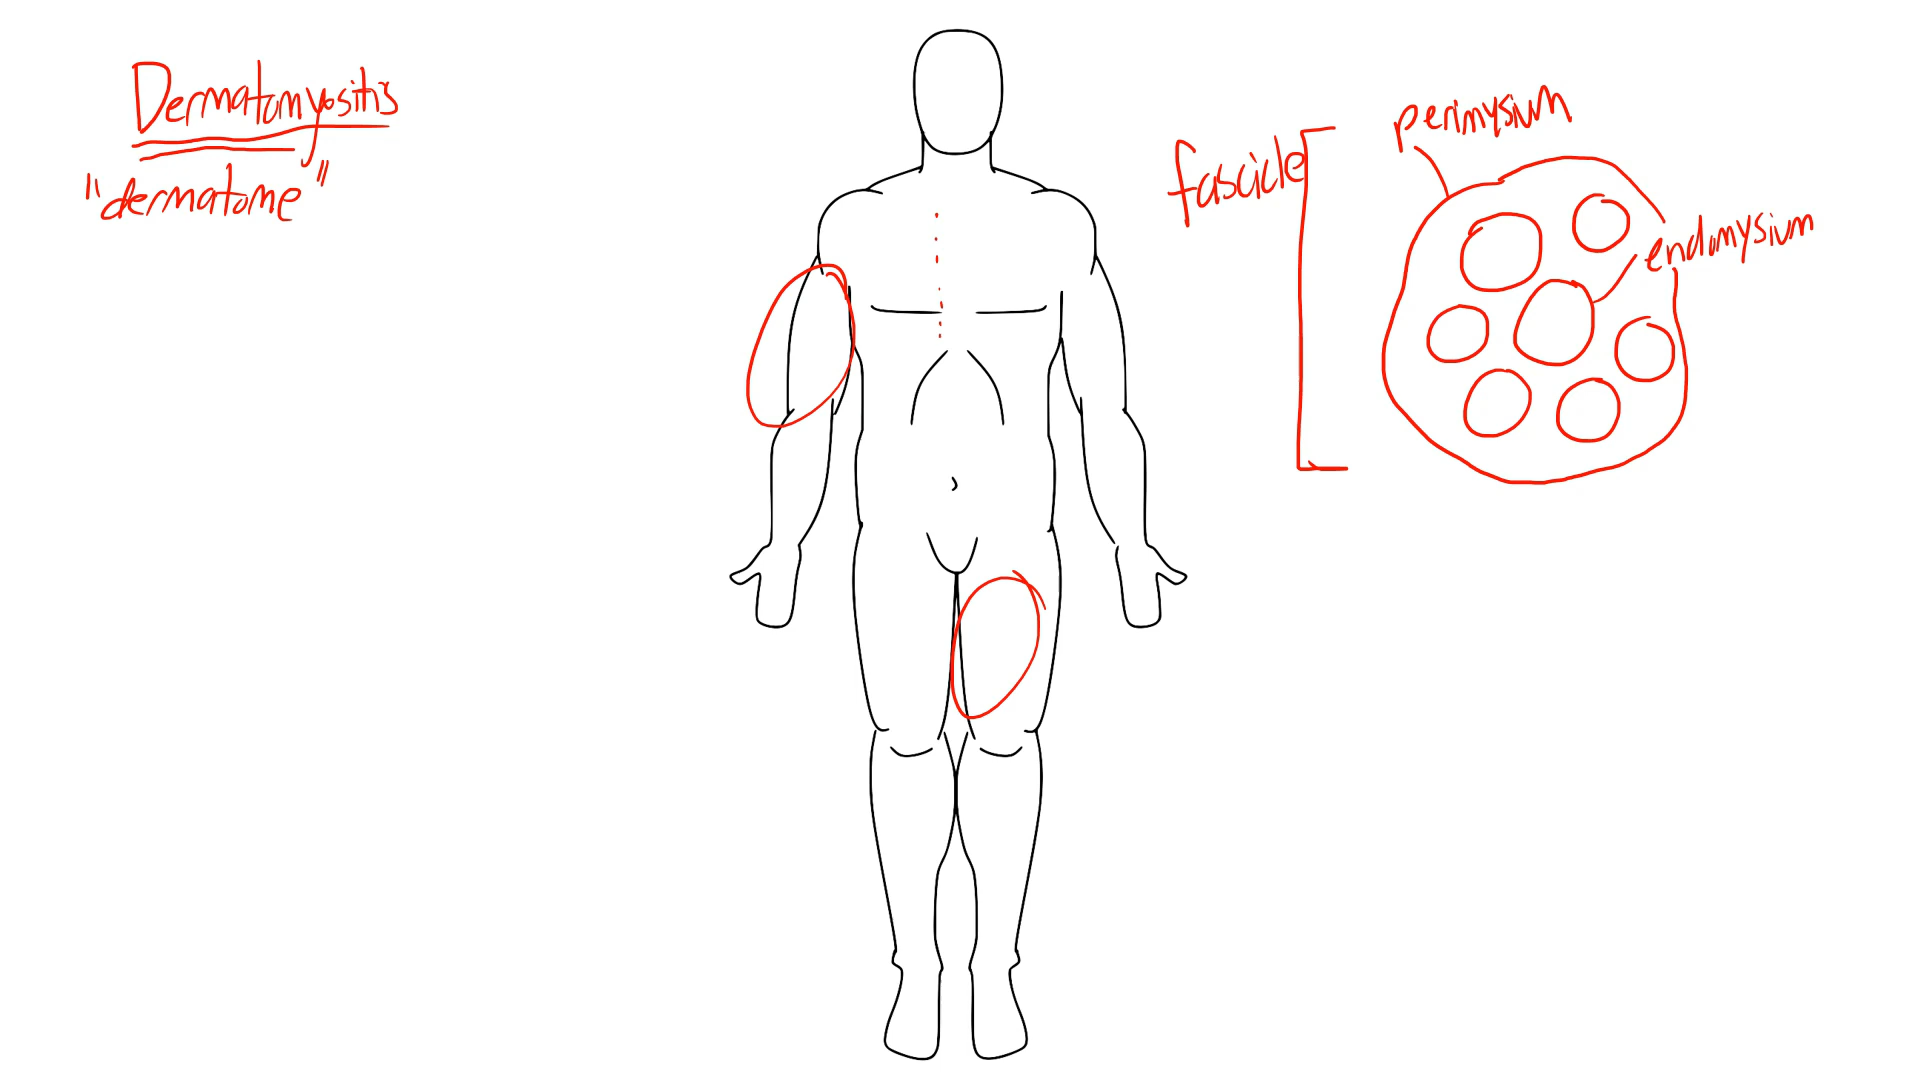 Dermatomyositis
"dermatome"
fascicle
perimysium
endomysium